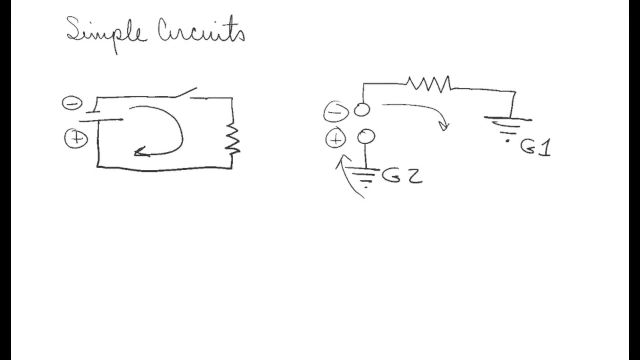 Simple Circuits
-
+
-
+
G1
G2